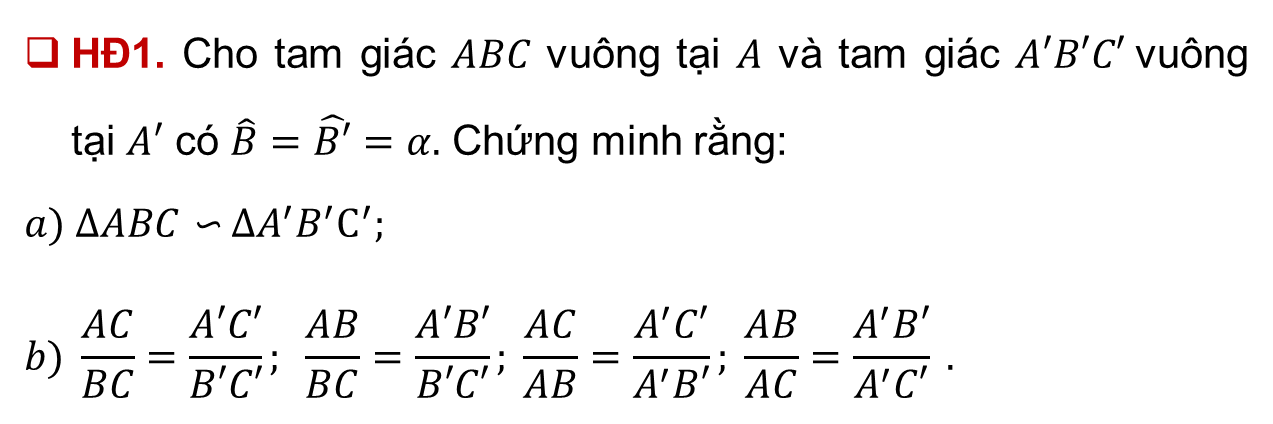 ❑ HĐ1. Cho tam giác ABC vuông tại A và tam giác A′B′C′ vuông
tại A′ có B̂ = B̂′ = α. Chứng minh rằng:
a) ΔABC ∽ ΔA′B′C′;
b) AC/BC = A′C′/B′C′; AB/BC = A′B′/B′C′; AC/AB = A′C′/A′B′; AB/AC = A′B′/A′C′ .